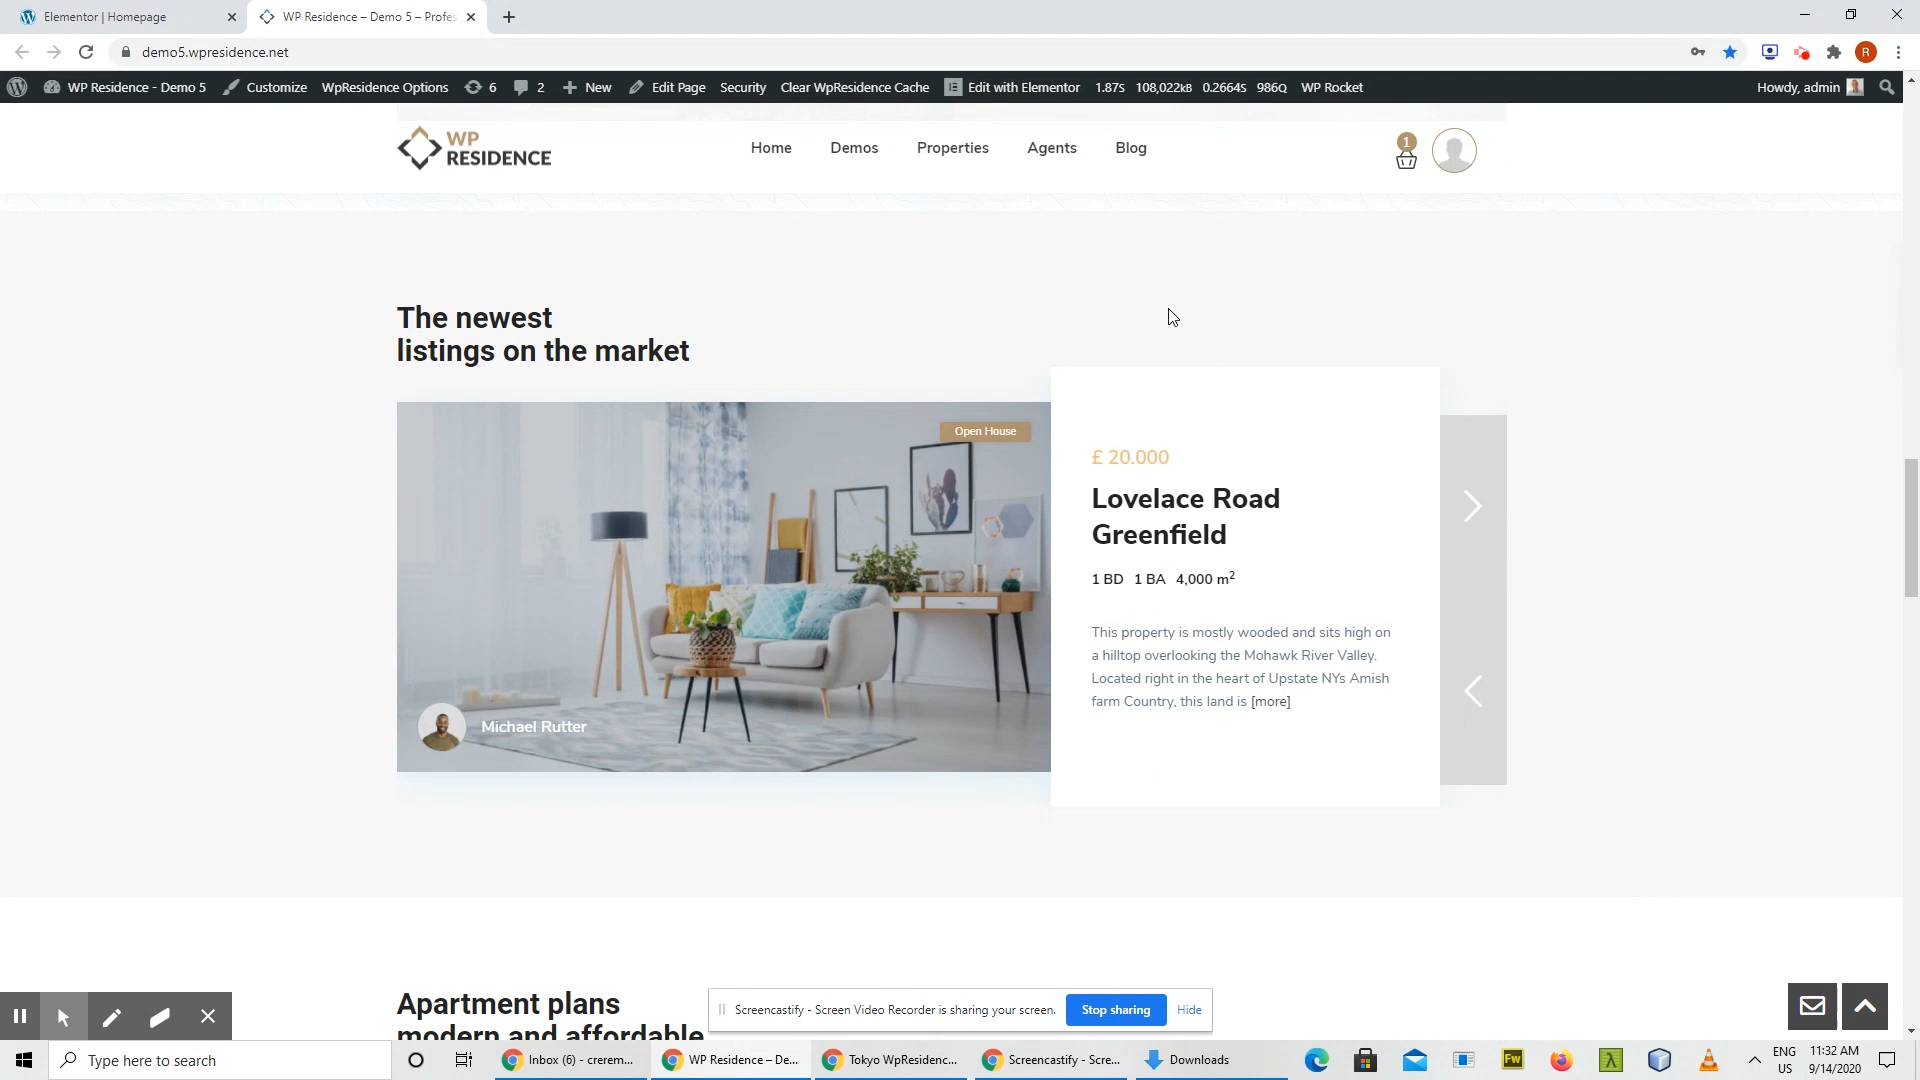 Elementor | Homepage
WP Residence – Demo 5 – Profes
demo5.wpresidence.net
R
WP Residence - Demo 5
Customize
WpResidence Options
6
2
New
Edit Page
Security
Clear WpResidence Cache
Edit with Elementor
1.87s 108,022kB 0.2664s 986Q
WP Rocket
Howdy, admin
WP
RESIDENCE
Home
Demos
Properties
Agents
Blog
1
The newest
listings on the market
Open House
Michael Rutter
£ 20.000
Lovelace Road
Greenfield
1 BD 1 BA 4,000 m²
This property is mostly wooded and sits high on
a hilltop overlooking the Mohawk River Valley.
Located right in the heart of Upstate NYs Amish
farm Country, this land is [more]
Apartment plans
modern and affordable
Screencastify - Screen Video Recorder is sharing your screen.
Stop sharing
Hide
Type here to search
Inbox (6) - crerem...
WP Residence – De...
Tokyo WpResidenc...
Screencastify - Scre...
Downloads
Fw
ENG
US
11:32 AM
9/14/2020